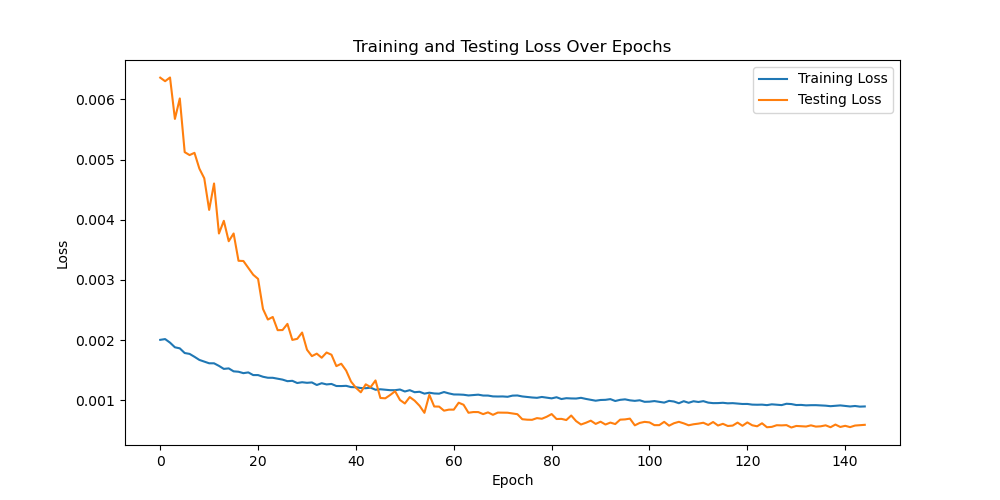 Training and Testing Loss Over Epochs
Training Loss
Testing Loss
0.006
0.005
0.004
0.003
0.002
0.001
Loss
0 20 40 60 80 100 120 140
Epoch